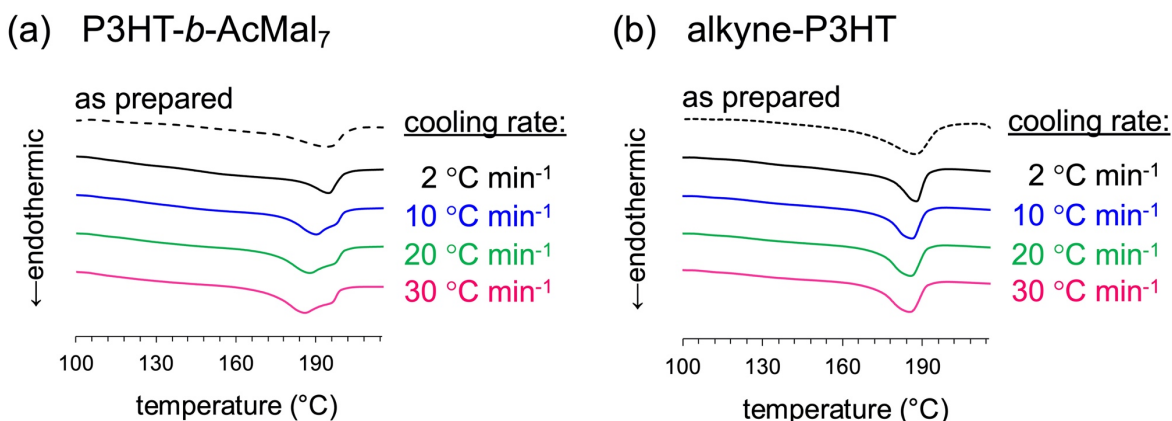 (a) P3HT-b-AcMal₇
as prepared
cooling rate:
2 °C min⁻¹
10 °C min⁻¹
20 °C min⁻¹
30 °C min⁻¹
←endothermic
100 130 160 190
temperature (°C)
(b) alkyne-P3HT
as prepared
cooling rate:
2 °C min⁻¹
10 °C min⁻¹
20 °C min⁻¹
30 °C min⁻¹
←endothermic
100 130 160 190
temperature (°C)